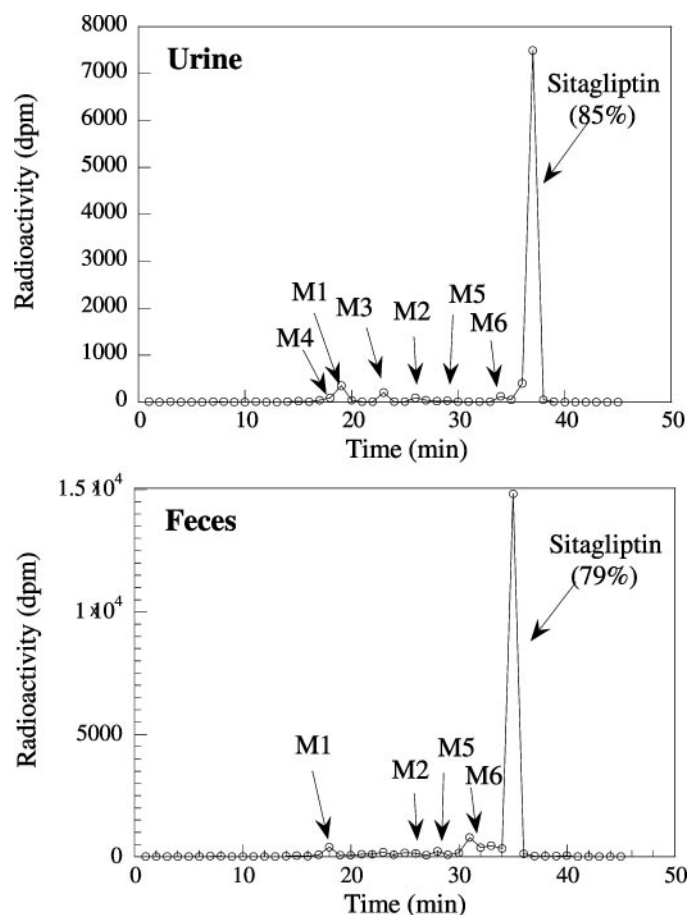 Urine
8000
7000
6000
5000
4000
3000
2000
1000
0
Radioactivity (dpm)
Sitagliptin
(85%)
M1
M3
M2
M5
M4
M6
0 10 20 30 40 50
Time (min)
Feces
1.5×10⁴
1×10⁴
5000
0
Radioactivity (dpm)
Sitagliptin
(79%)
M1
M2
M5
M6
0 10 20 30 40 50
Time (min)